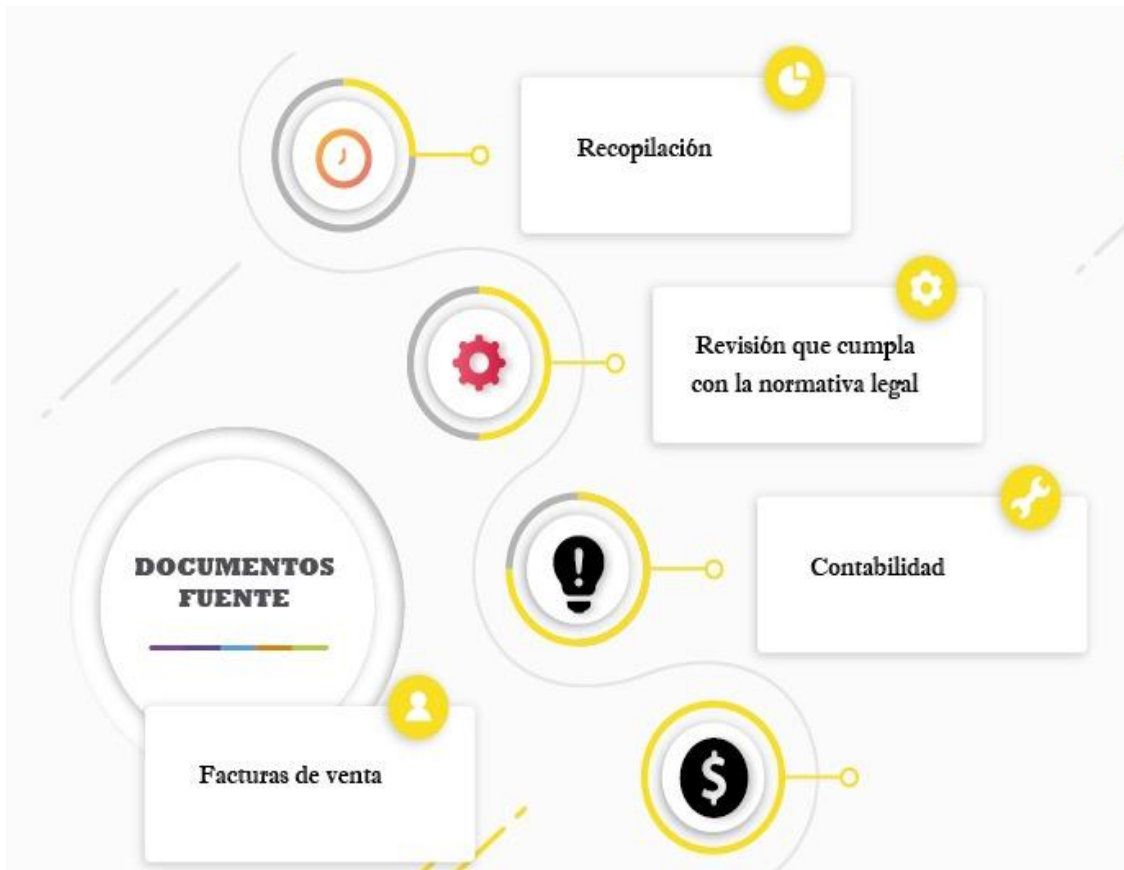 Recopilación
Revisión que cumpla
con la normativa legal
Contabilidad
DOCUMENTOS
FUENTE
Facturas de venta